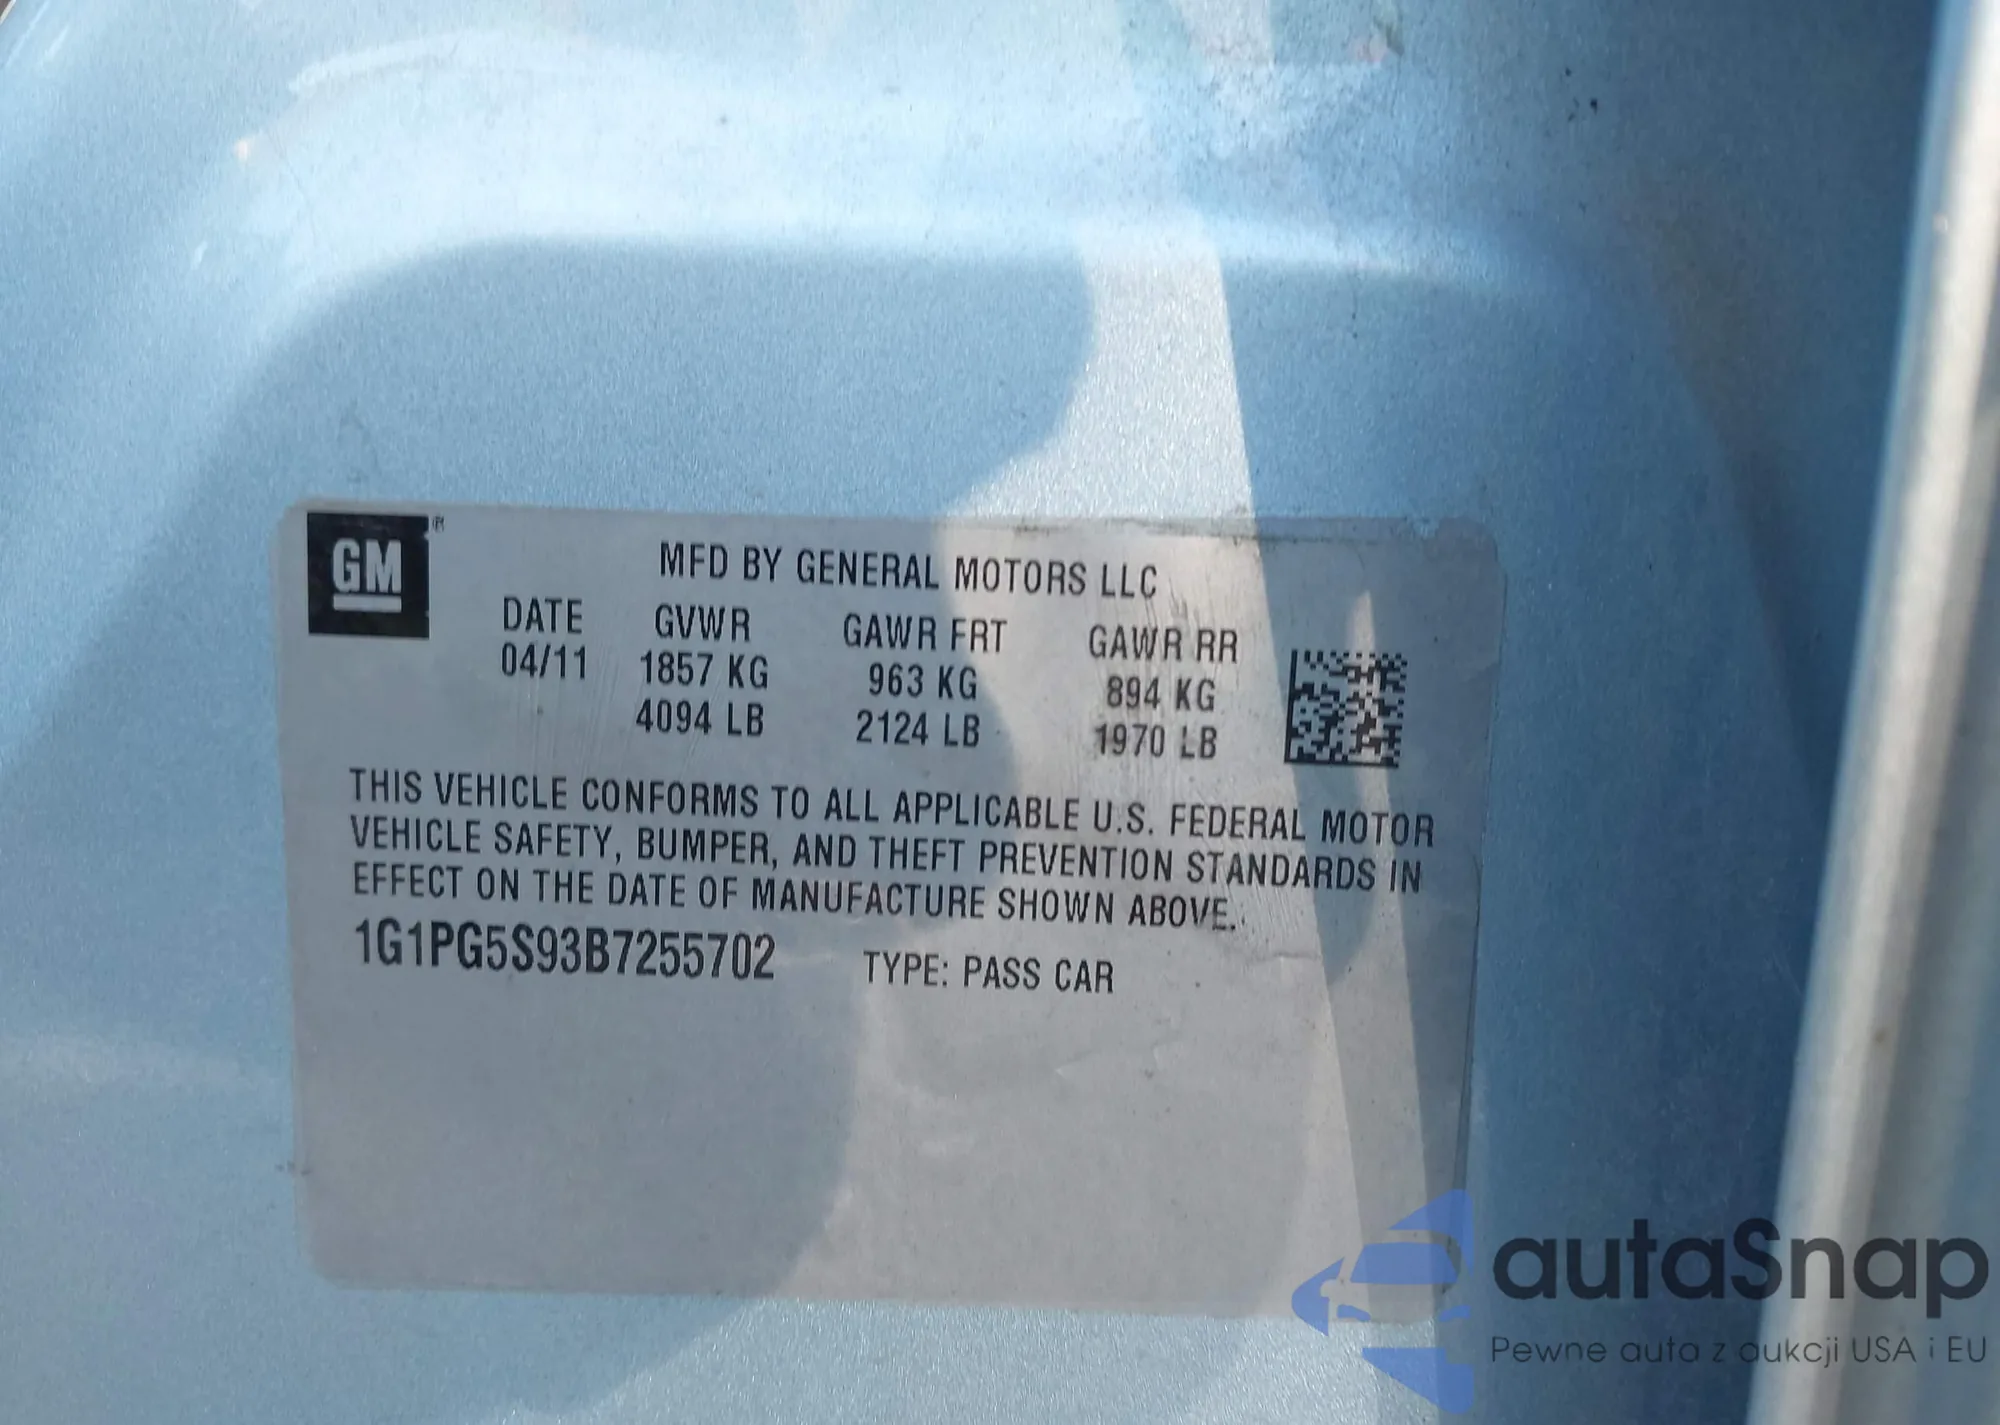 GM ®
MFD BY GENERAL MOTORS LLC
DATE GVWR GAWR FRT GAWR RR
04/11 1857 KG 963 KG 894 KG
4094 LB 2124 LB 1970 LB
THIS VEHICLE CONFORMS TO ALL APPLICABLE U.S. FEDERAL MOTOR
VEHICLE SAFETY, BUMPER, AND THEFT PREVENTION STANDARDS IN
EFFECT ON THE DATE OF MANUFACTURE SHOWN ABOVE.
1G1PG5S93B7255702 TYPE: PASS CAR
autaSnap
Pewne auta z aukcji USA i EU